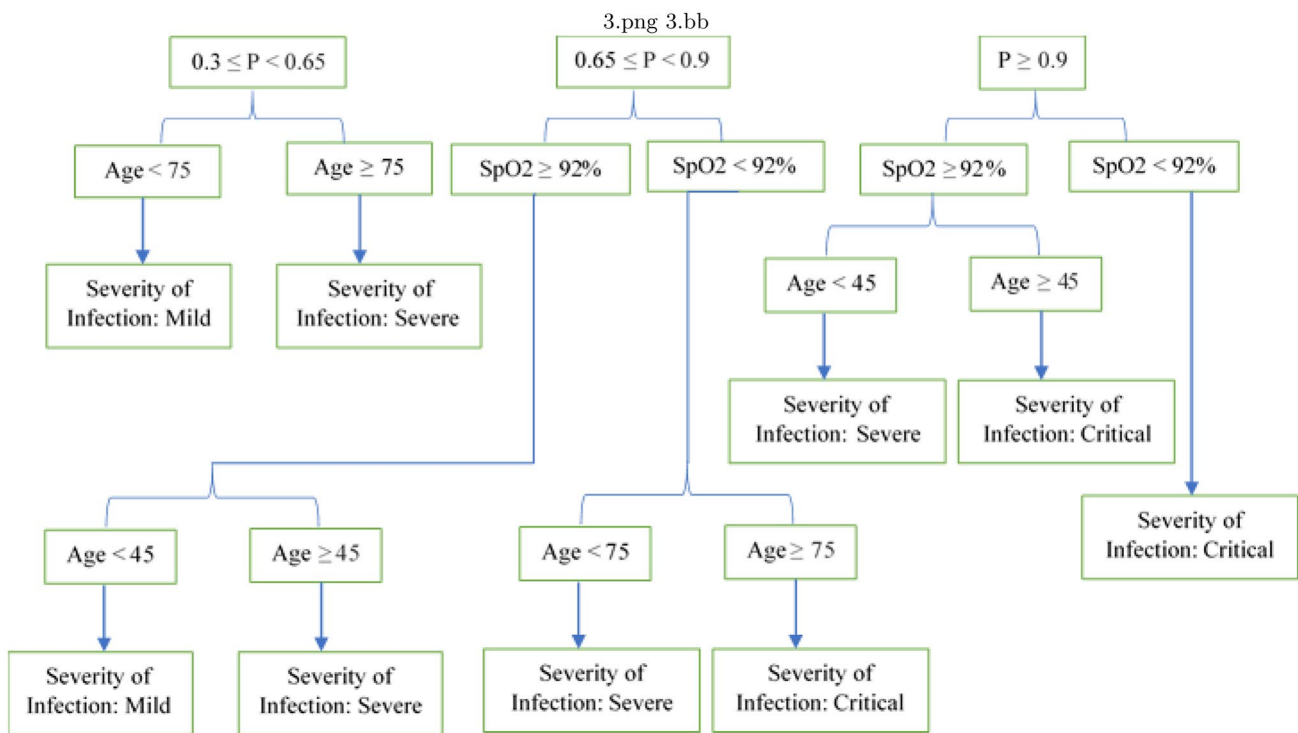 3.png 3.bb
0.3 ≤ P < 0.65
0.65 ≤ P < 0.9
P ≥ 0.9
Age < 75
Age ≥ 75
SpO2 ≥ 92%
SpO2 < 92%
SpO2 ≥ 92%
SpO2 < 92%
Severity of
Infection: Mild
Severity of
Infection: Severe
Age < 45
Age ≥ 45
Severity of
Infection: Severe
Severity of
Infection: Critical
Severity of
Infection: Critical
Age < 45
Age ≥ 45
Age < 75
Age ≥ 75
Severity of
Infection: Mild
Severity of
Infection: Severe
Severity of
Infection: Severe
Severity of
Infection: Critical